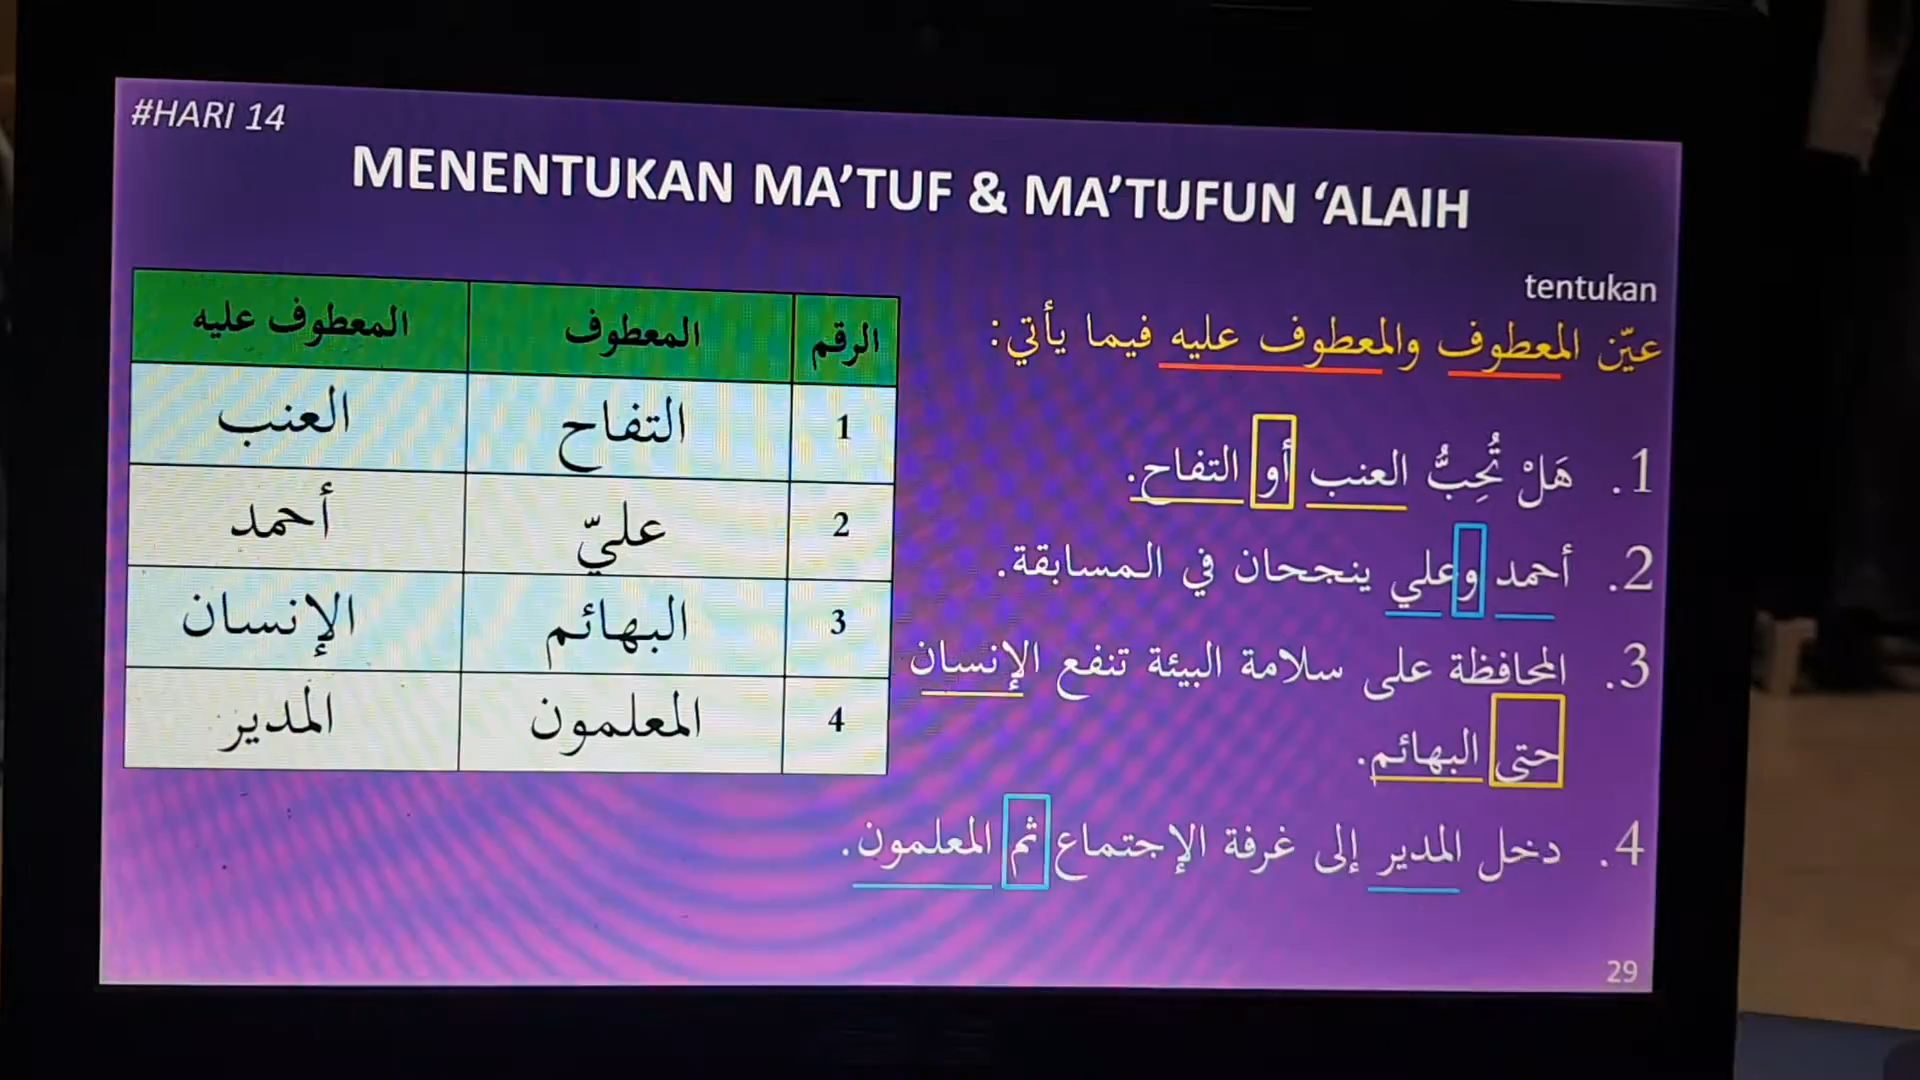 #HARI 14
MENENTUKAN MA’TUF & MA’TUFUN ‘ALAIH
tentukan
عيّن المعطوف والمعطوف عليه فيما يأتي:
1. هَلْ تُحِبُّ العنب أو التفاح.
2. أحمد وعلي ينجحان في المسابقة.
3. المحافظة على سلامة البيئة تنفع الإنسان
حتى البهائم.
4. دخل المدير إلى غرفة الإجتماع ثم المعلمون.
الرقم المعطوف المعطوف عليه
1 التفاح العنب
2 عليّ أحمد
3 البهائم الإنسان
4 المعلمون المدير
29